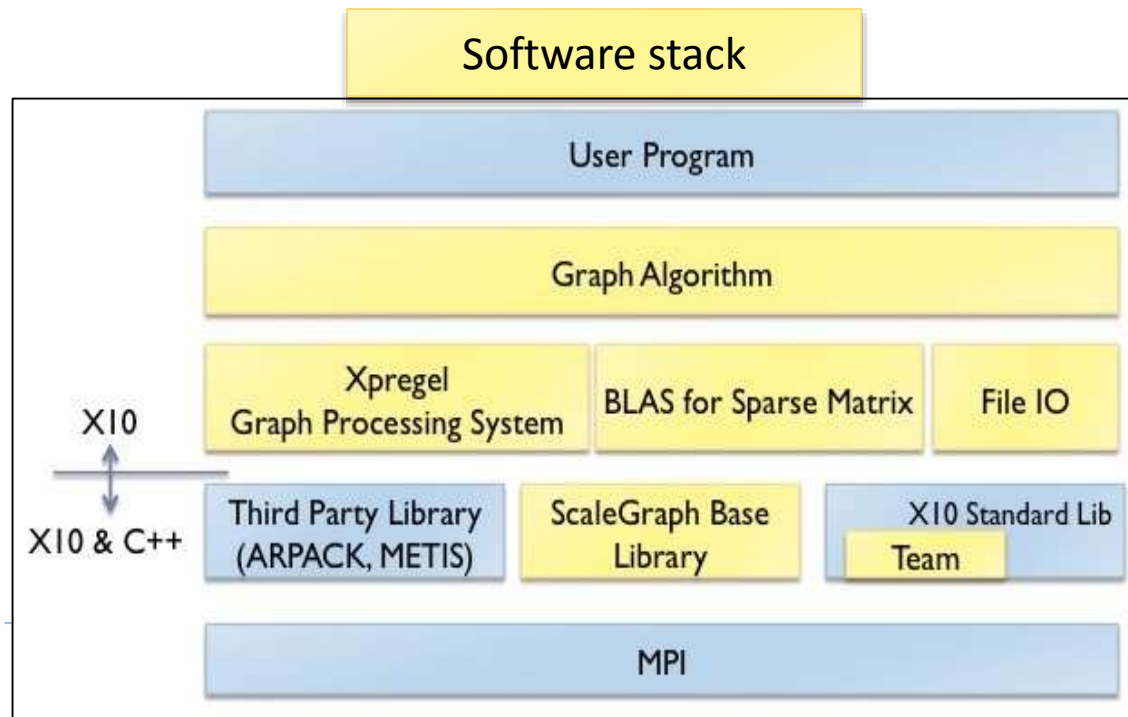 Software stack
User Program
Graph Algorithm
Xpregel
Graph Processing System
BLAS for Sparse Matrix
File IO
X10
X10 & C++
Third Party Library
(ARPACK, METIS)
ScaleGraph Base
Library
X10 Standard Lib
Team
MPI